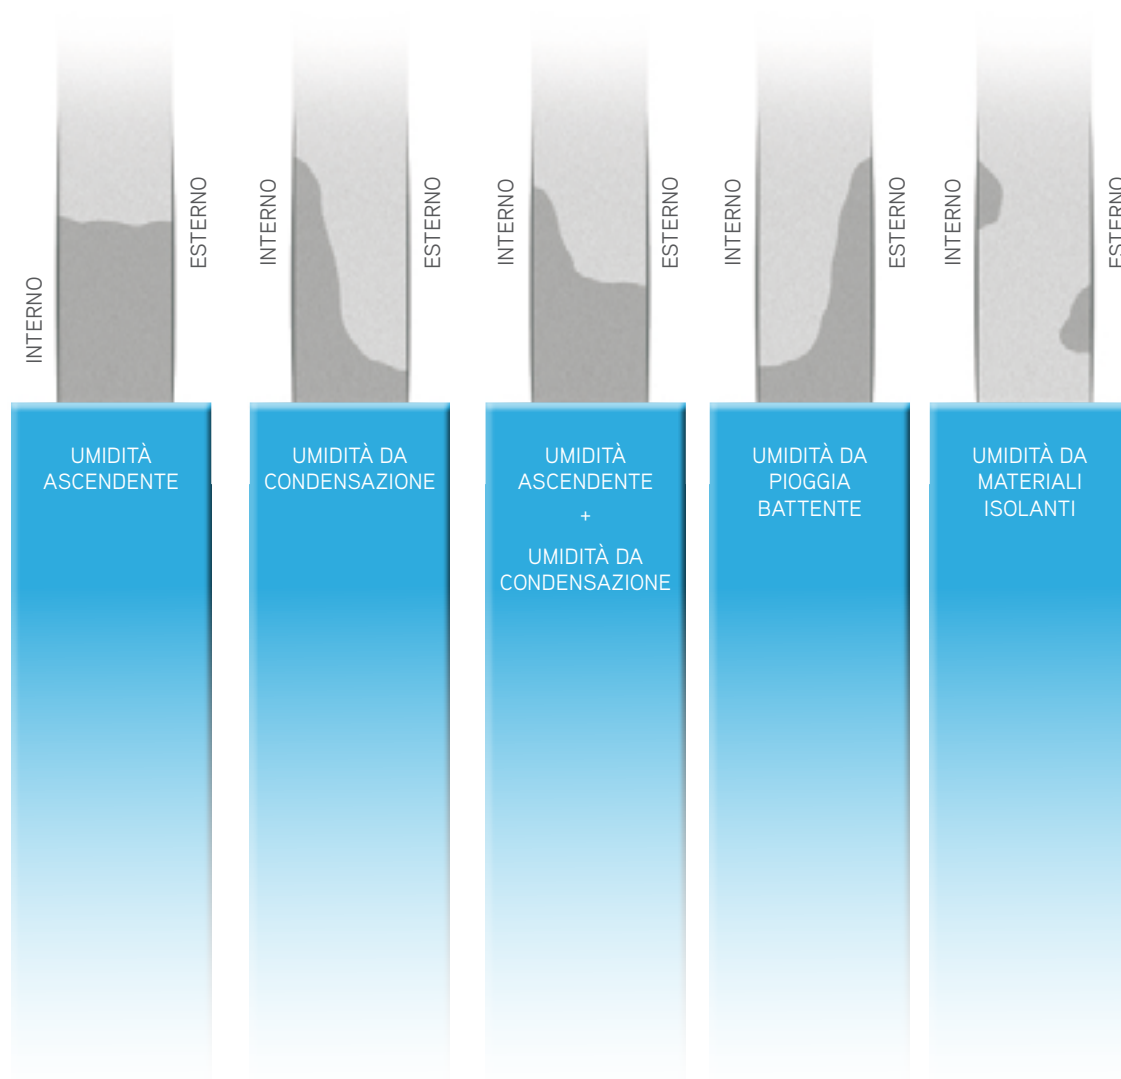 INTERNO
ESTERNO
INTERNO
ESTERNO
INTERNO
ESTERNO
INTERNO
ESTERNO
INTERNO
ESTERNO
UMIDITÀ
ASCENDENTE
UMIDITÀ DA
CONDENSAZIONE
UMIDITÀ
ASCENDENTE
+
UMIDITÀ DA
CONDENSAZIONE
UMIDITÀ DA
PIOGGIA
BATTENTE
UMIDITÀ DA
MATERIALI
ISOLANTI